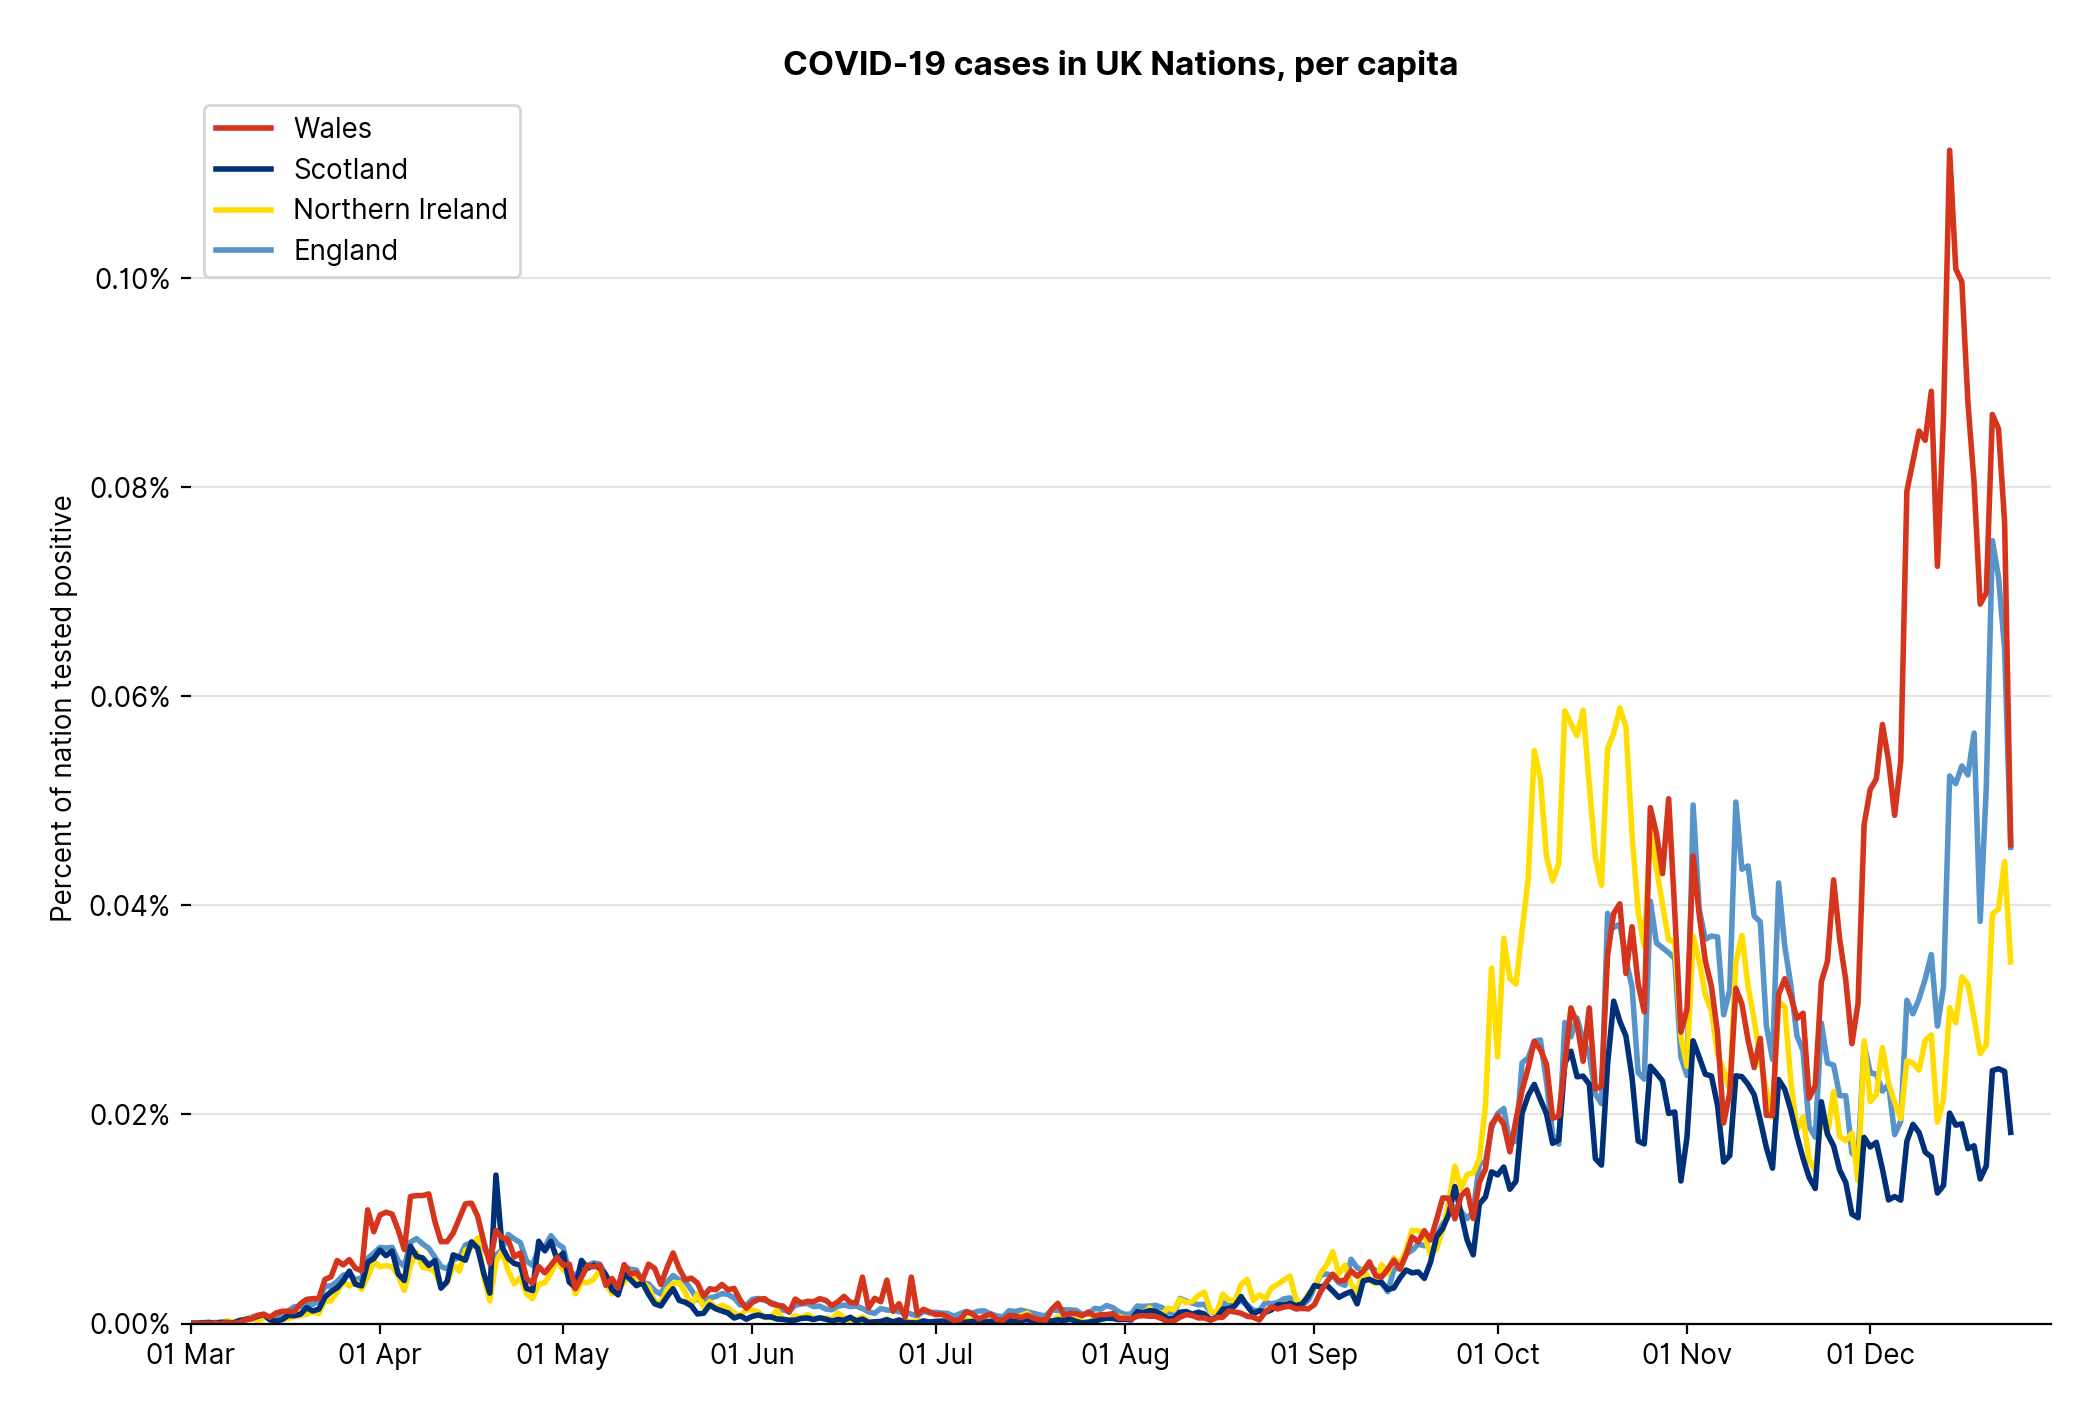 COVID-19 cases in UK Nations, per capita
Wales
Scotland
Northern Ireland
England
Percent of nation tested positive
0.10%
0.08%
0.06%
0.04%
0.02%
0.00%
01 Mar
01 Apr
01 May
01 Jun
01 Jul
01 Aug
01 Sep
01 Oct
01 Nov
01 Dec